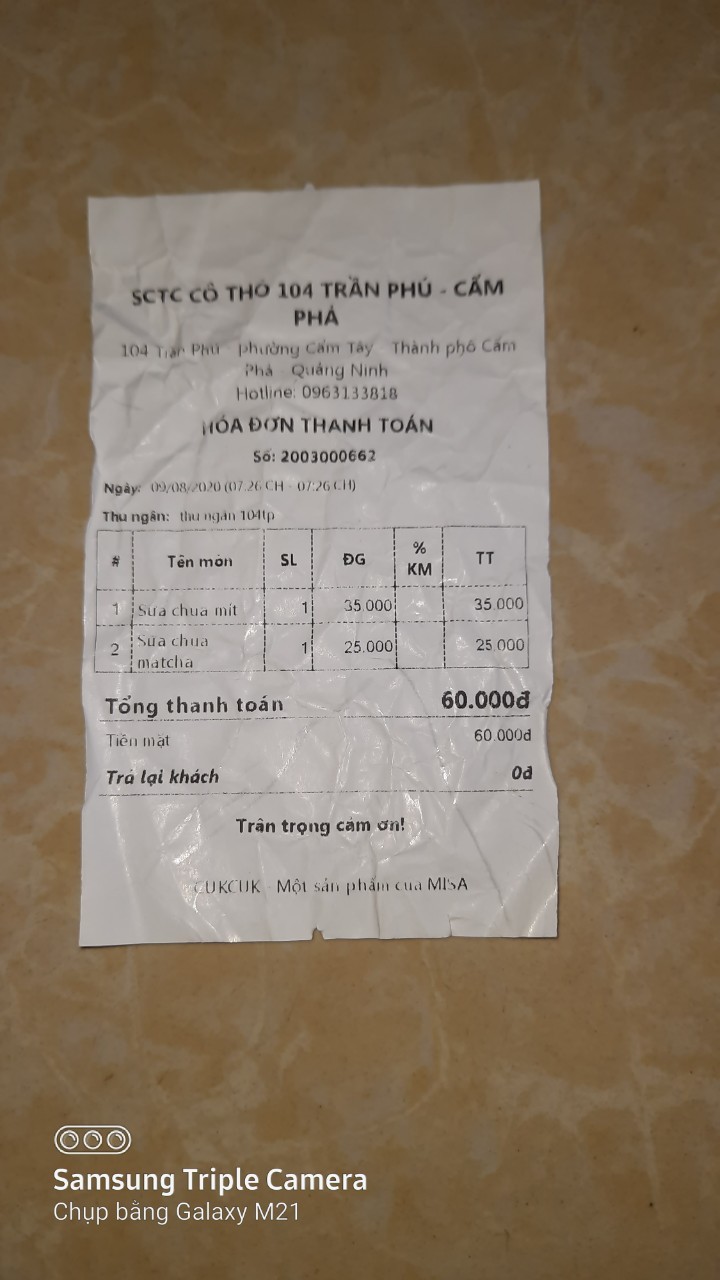 SCTC CÔ THƠ 104 TRẦN PHÚ - CẨM
PHẢ
104 Trần Phú - phường Cẩm Tây - Thành phố Cẩm
Phả - Quảng Ninh
Hotline: 0963133818
HÓA ĐƠN THANH TOÁN
Số: 2003000662
Ngày: 09/08/2020 (07:26 CH - 07:26 CH)
Thu ngân: thu ngân 104tp
# Tên món SL ĐG % KM TT
1 Sữa chua mít 1 35.000 35.000
2 Sữa chua matcha 1 25.000 25.000
Tổng thanh toán 60.000đ
Tiền mặt 60.000đ
Trả lại khách 0đ
Trân trọng cảm ơn!
CUKCUK - Một sản phẩm của MISA
Samsung Triple Camera
Chụp bằng Galaxy M21